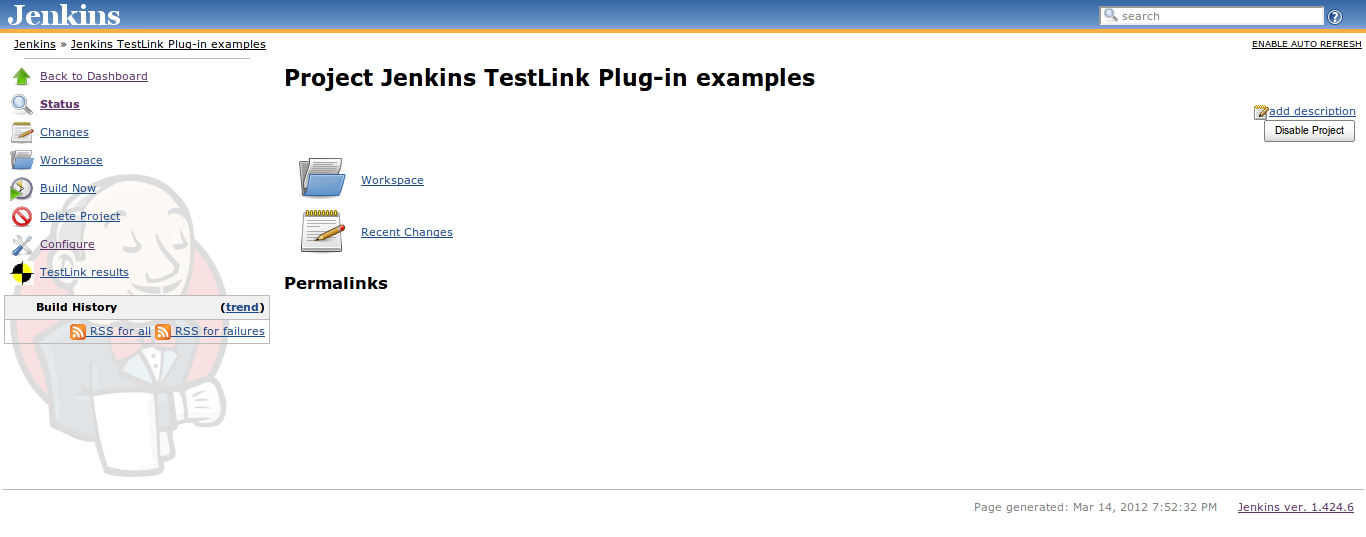 Jenkins
search
Jenkins » Jenkins TestLink Plug-in examples
ENABLE AUTO REFRESH
Back to Dashboard
Status
Changes
Workspace
Build Now
Delete Project
Configure
TestLink results
Build History (trend)
RSS for all RSS for failures
Project Jenkins TestLink Plug-in examples
add description
Disable Project
Workspace
Recent Changes
Permalinks
Page generated: Mar 14, 2012 7:52:32 PM Jenkins ver. 1.424.6